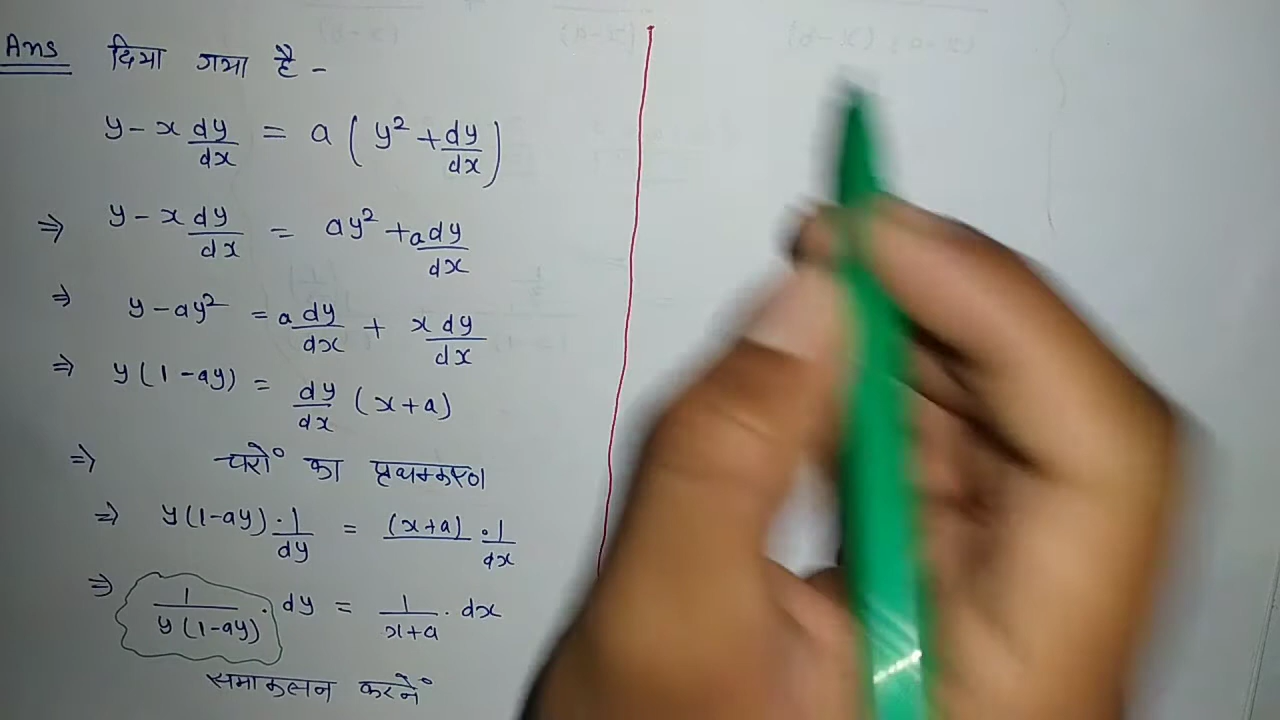 Ans दिया गया है -
y - x dy/dx = a ( y² + dy/dx )
⇒ y - x dy/dx = ay² + a dy/dx
⇒ y - ay² = a dy/dx + x dy/dx
⇒ y (1 - ay) = dy/dx (x + a)
⇒ चरों का पृथक्करण
⇒ y (1-ay) · 1/dy = (x+a) · 1/dx
⇒ 1/y(1-ay) · dy = 1/x+a · dx
समाकलन करने